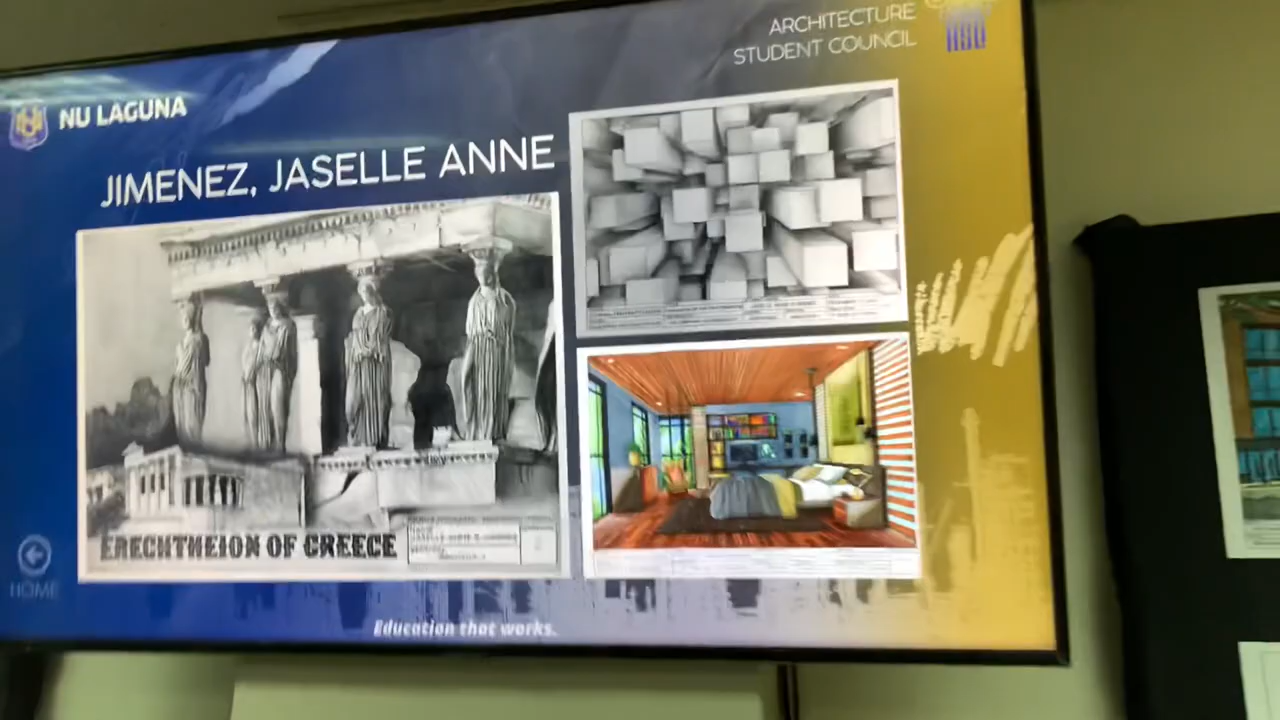 ARCHITECTURE
STUDENT COUNCIL
NU LAGUNA
JIMENEZ, JASELLE ANNE
ERECHTHEION OF GREECE
HOME
Education that works.